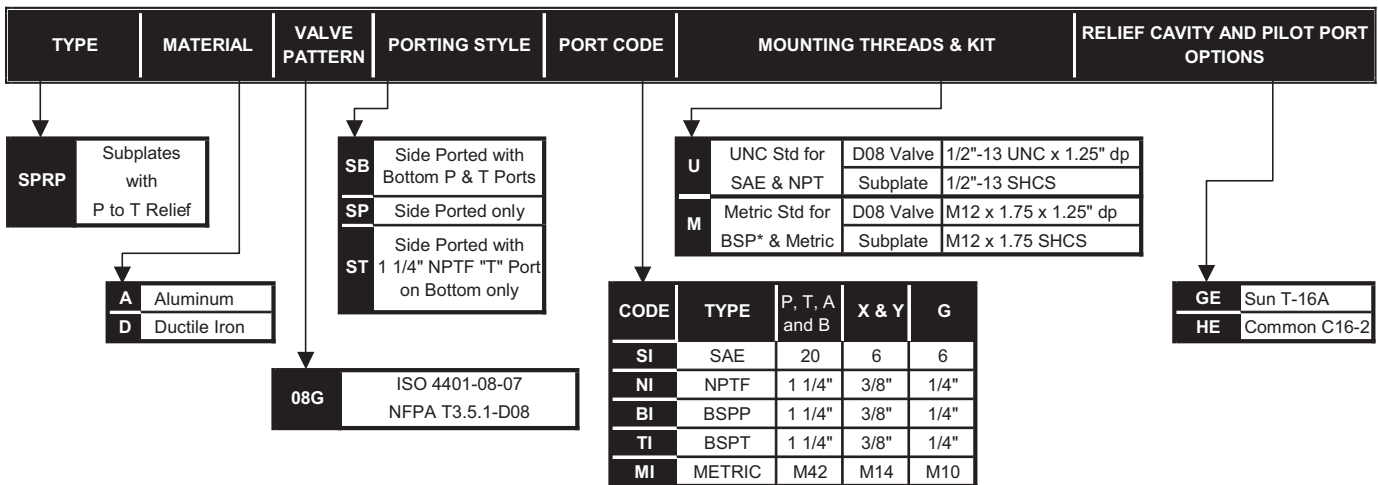 TYPE
MATERIAL
VALVE
PATTERN
PORTING STYLE
PORT CODE
MOUNTING THREADS & KIT
RELIEF CAVITY AND PILOT PORT
OPTIONS
SPRP
Subplates
with
P to T Relief
A Aluminum
D Ductile Iron
08G
ISO 4401-08-07
NFPA T3.5.1-D08
SB
Side Ported with
Bottom P & T Ports
SP Side Ported only
ST
Side Ported with
1 1/4" NPTF "T" Port
on Bottom only
CODE TYPE P, T, A
and B
X & Y G
SI SAE 20 6 6
NI NPTF 1 1/4" 3/8" 1/4"
BI BSPP 1 1/4" 3/8" 1/4"
TI BSPT 1 1/4" 3/8" 1/4"
MI METRIC M42 M14 M10
U
UNC Std for
SAE & NPT
D08 Valve 1/2"-13 UNC x 1.25" dp
Subplate 1/2"-13 SHCS
M
Metric Std for
BSP* & Metric
D08 Valve M12 x 1.75 x 1.25" dp
Subplate M12 x 1.75 SHCS
GE Sun T-16A
HE Common C16-2